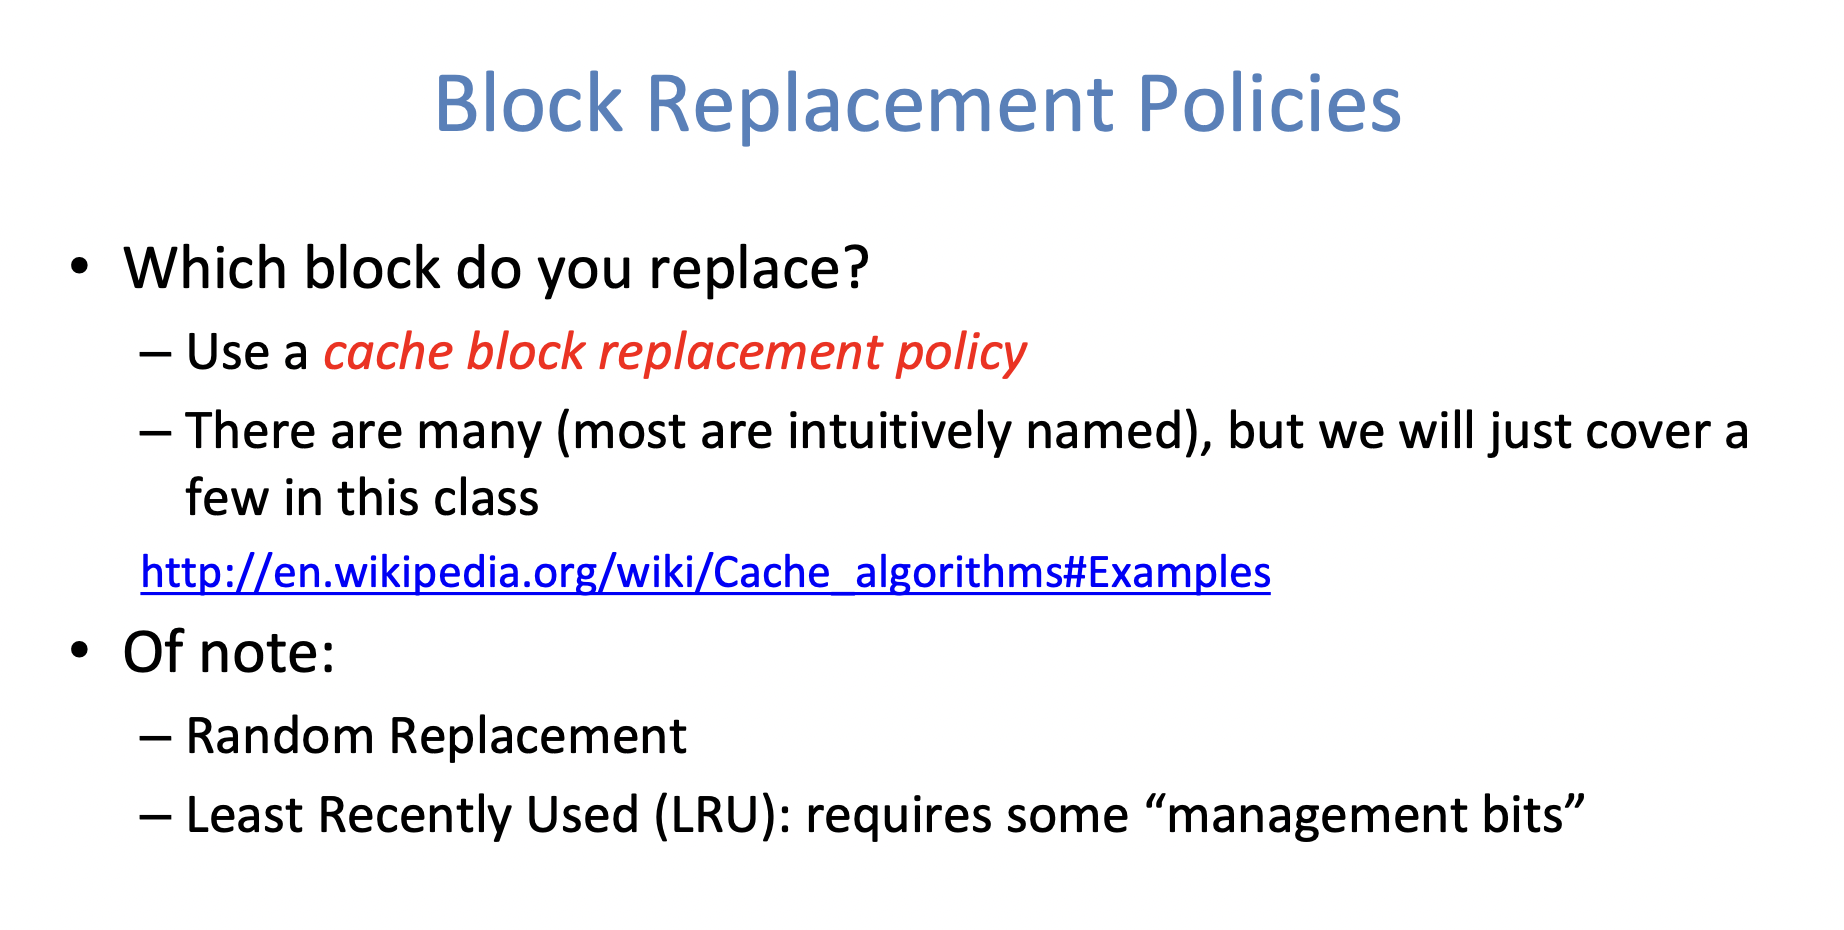 Block Replacement Policies
• Which block do you replace?
– Use a cache block replacement policy
– There are many (most are intuitively named), but we will just cover a
few in this class
http://en.wikipedia.org/wiki/Cache_algorithms#Examples
• Of note:
– Random Replacement
– Least Recently Used (LRU): requires some “management bits”